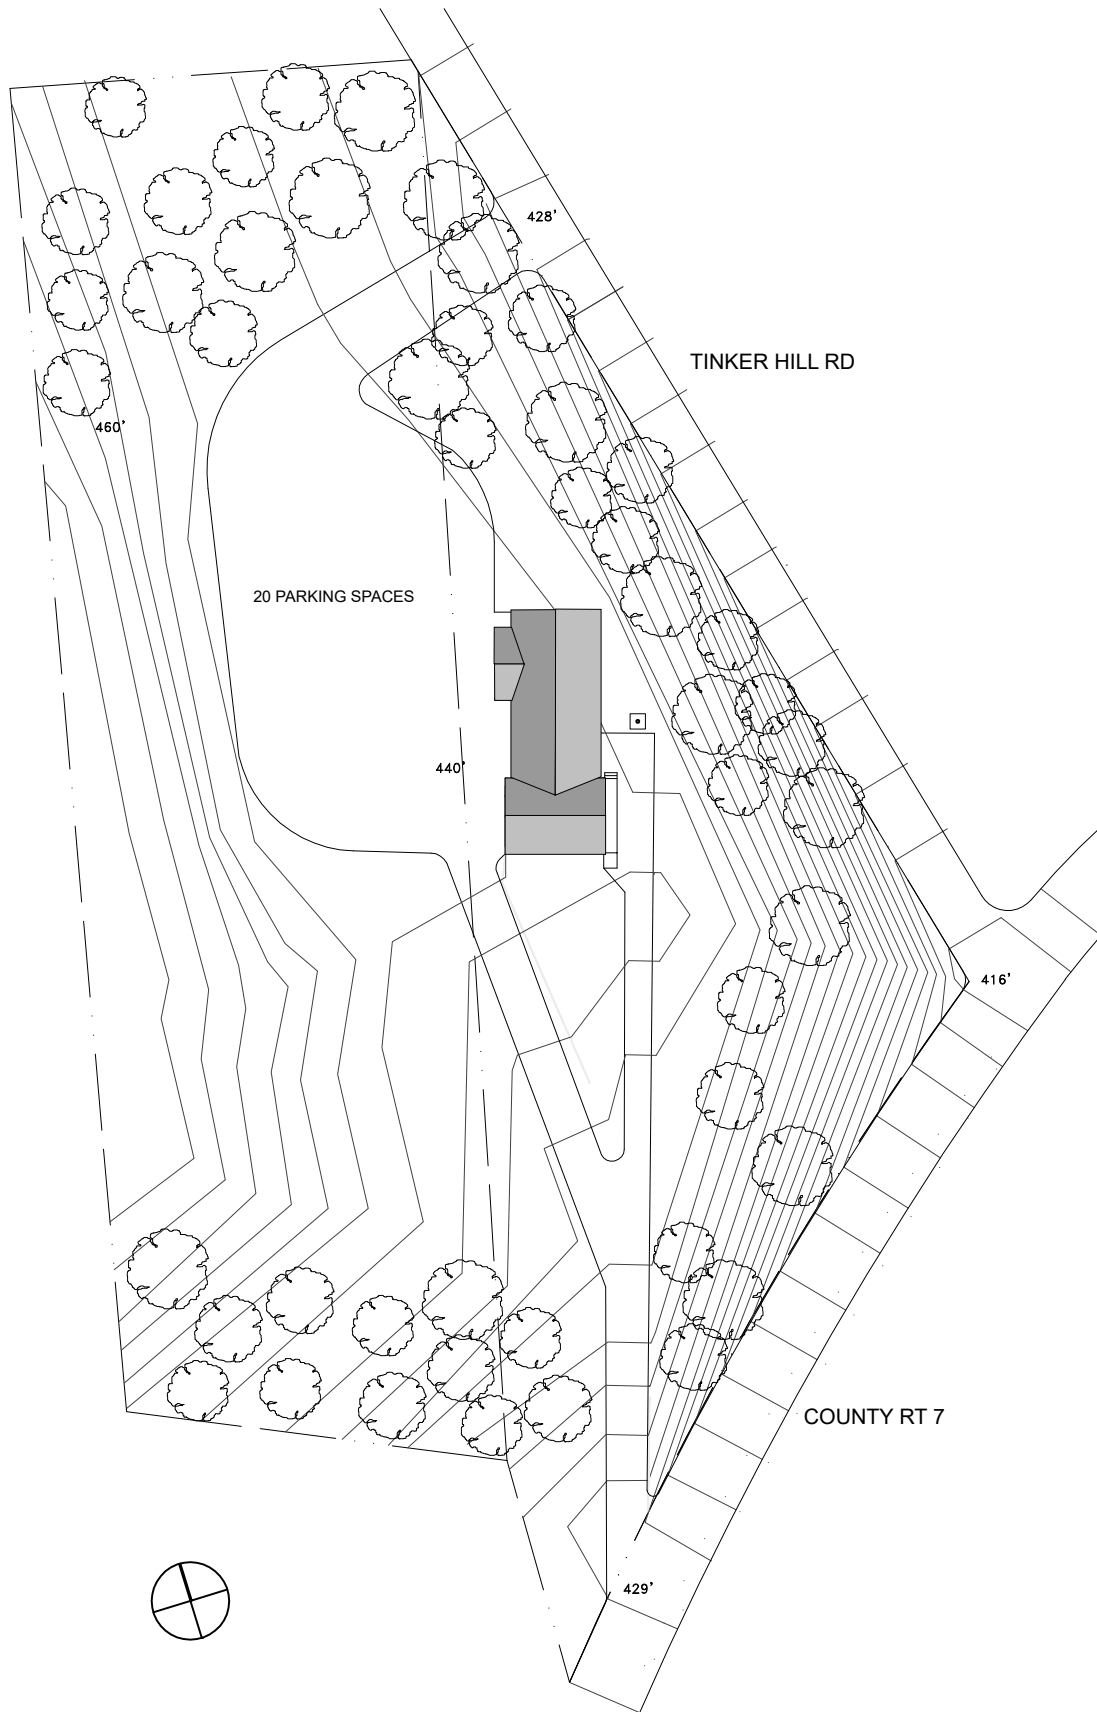 428'
TINKER HILL RD
460'
20 PARKING SPACES
440'
416'
COUNTY RT 7
429'